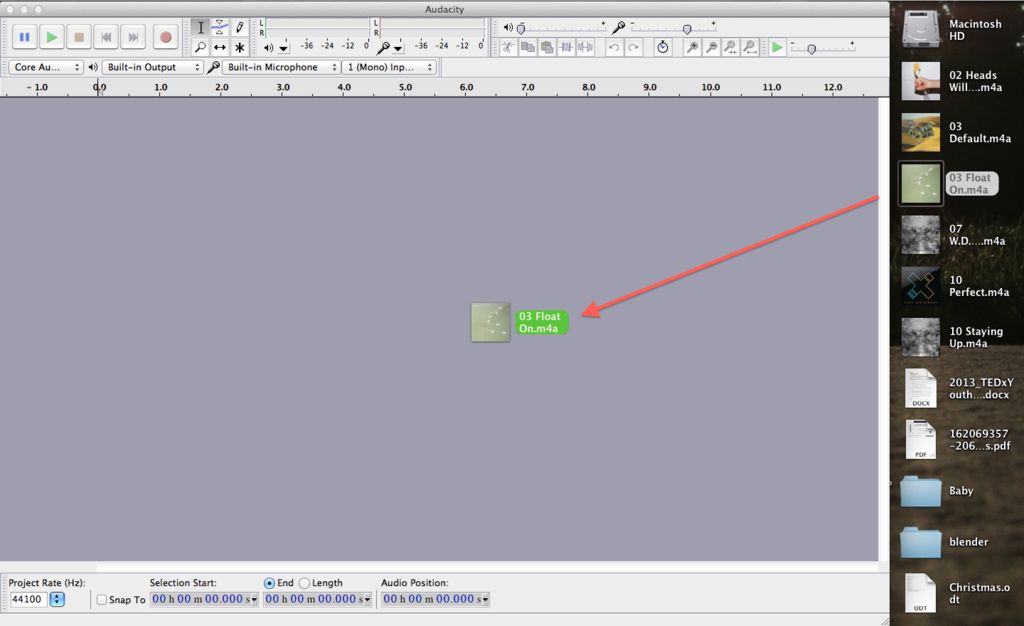 Audacity
L
R
-36 -24 -12 0
L
R
-36 -24 -12 0
- +
- +
- +
Core Au...
Built-in Output
Built-in Microphone
1 (Mono) Inp...
- 1.0 0.0 1.0 2.0 3.0 4.0 5.0 6.0 7.0 8.0 9.0 10.0 11.0 12.0
03 Float
On.m4a
Project Rate (Hz):
44100
Snap To
Selection Start:
00 h 00 m 00.000 s
End Length
00 h 00 m 00.000 s
Audio Position:
00 h 00 m 00.000 s
Macintosh
HD
02 Heads
Will....m4a
03
Default.m4a
03 Float
On.m4a
07
W.D.....m4a
10
Perfect.m4a
10 Staying
Up.m4a
DOCX
2013_TEDxY
outh....docx
PDF
162069357
-206...s.pdf
Baby
blender
ODT
Christmas.o
dt